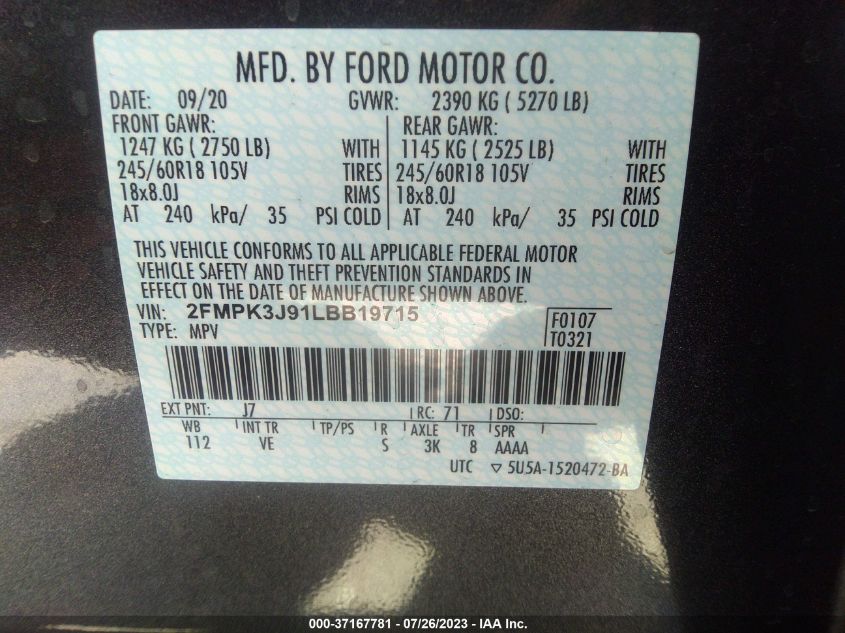 MFD. BY FORD MOTOR CO.
DATE: 09/20 GVWR: 2390 KG ( 5270 LB)
FRONT GAWR: REAR GAWR:
1247 KG ( 2750 LB) WITH 1145 KG ( 2525 LB) WITH
245/60R18 105V TIRES 245/60R18 105V TIRES
18x8.0J RIMS 18x8.0J RIMS
AT 240 kPa/ 35 PSI COLD AT 240 kPa/ 35 PSI COLD
THIS VEHICLE CONFORMS TO ALL APPLICABLE FEDERAL MOTOR
VEHICLE SAFETY AND THEFT PREVENTION STANDARDS IN
EFFECT ON THE DATE OF MANUFACTURE SHOWN ABOVE.
VIN: 2FMPK3J91LBB19715 F0107
TYPE: MPV T0321
EXT PNT: J7 RC: 71 DSO:
WB INT TR TP/PS R AXLE TR SPR
112 VE S 3K 8 AAAA
UTC ▽ 5U5A-1520472-BA
000-37167781 - 07/26/2023 - IAA Inc.